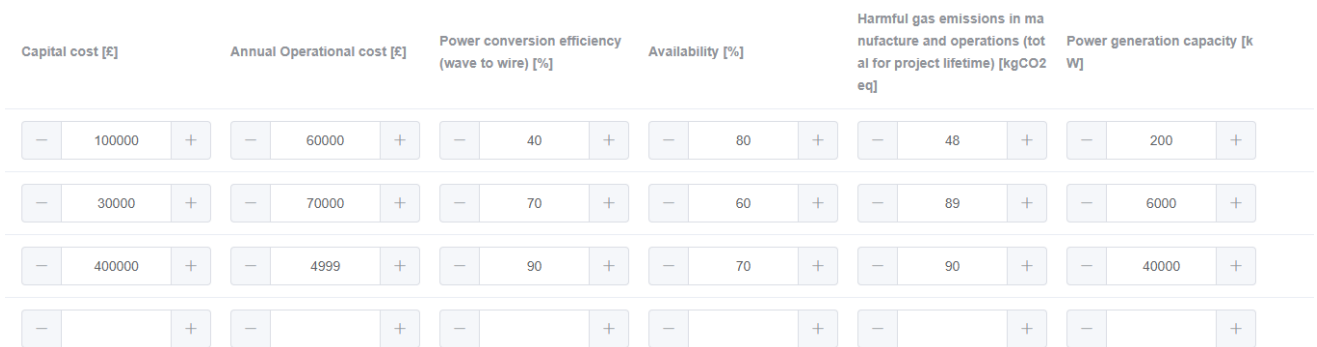 Capital cost [£]
Annual Operational cost [£]
Power conversion efficiency
(wave to wire) [%]
Availability [%]
Harmful gas emissions in ma
nufacture and operations (tot
al for project lifetime) [kgCO2
eq]
Power generation capacity [k
W]
— 100000 + — 60000 + — 40 + — 80 + — 48 + — 200 +
— 30000 + — 70000 + — 70 + — 60 + — 89 + — 6000 +
— 400000 + — 4999 + — 90 + — 70 + — 90 + — 40000 +
— + — + — + — + — + — +